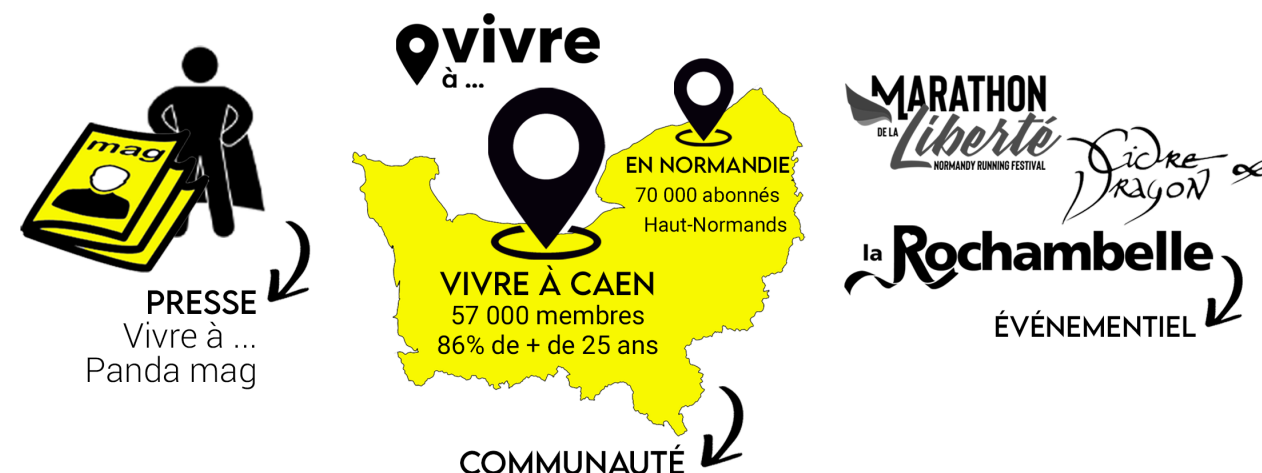 mag
PRESSE
Vivre à ...
Panda mag
vivre
à ...
EN NORMANDIE
70 000 abonnés
Haut-Normands
VIVRE À CAEN
57 000 membres
86% de + de 25 ans
COMMUNAUTÉ
MARATHON
DE LA Liberté
NORMANDY RUNNING FESTIVAL
Cidre
DRAGON
la Rochambelle
ÉVÉNEMENTIEL